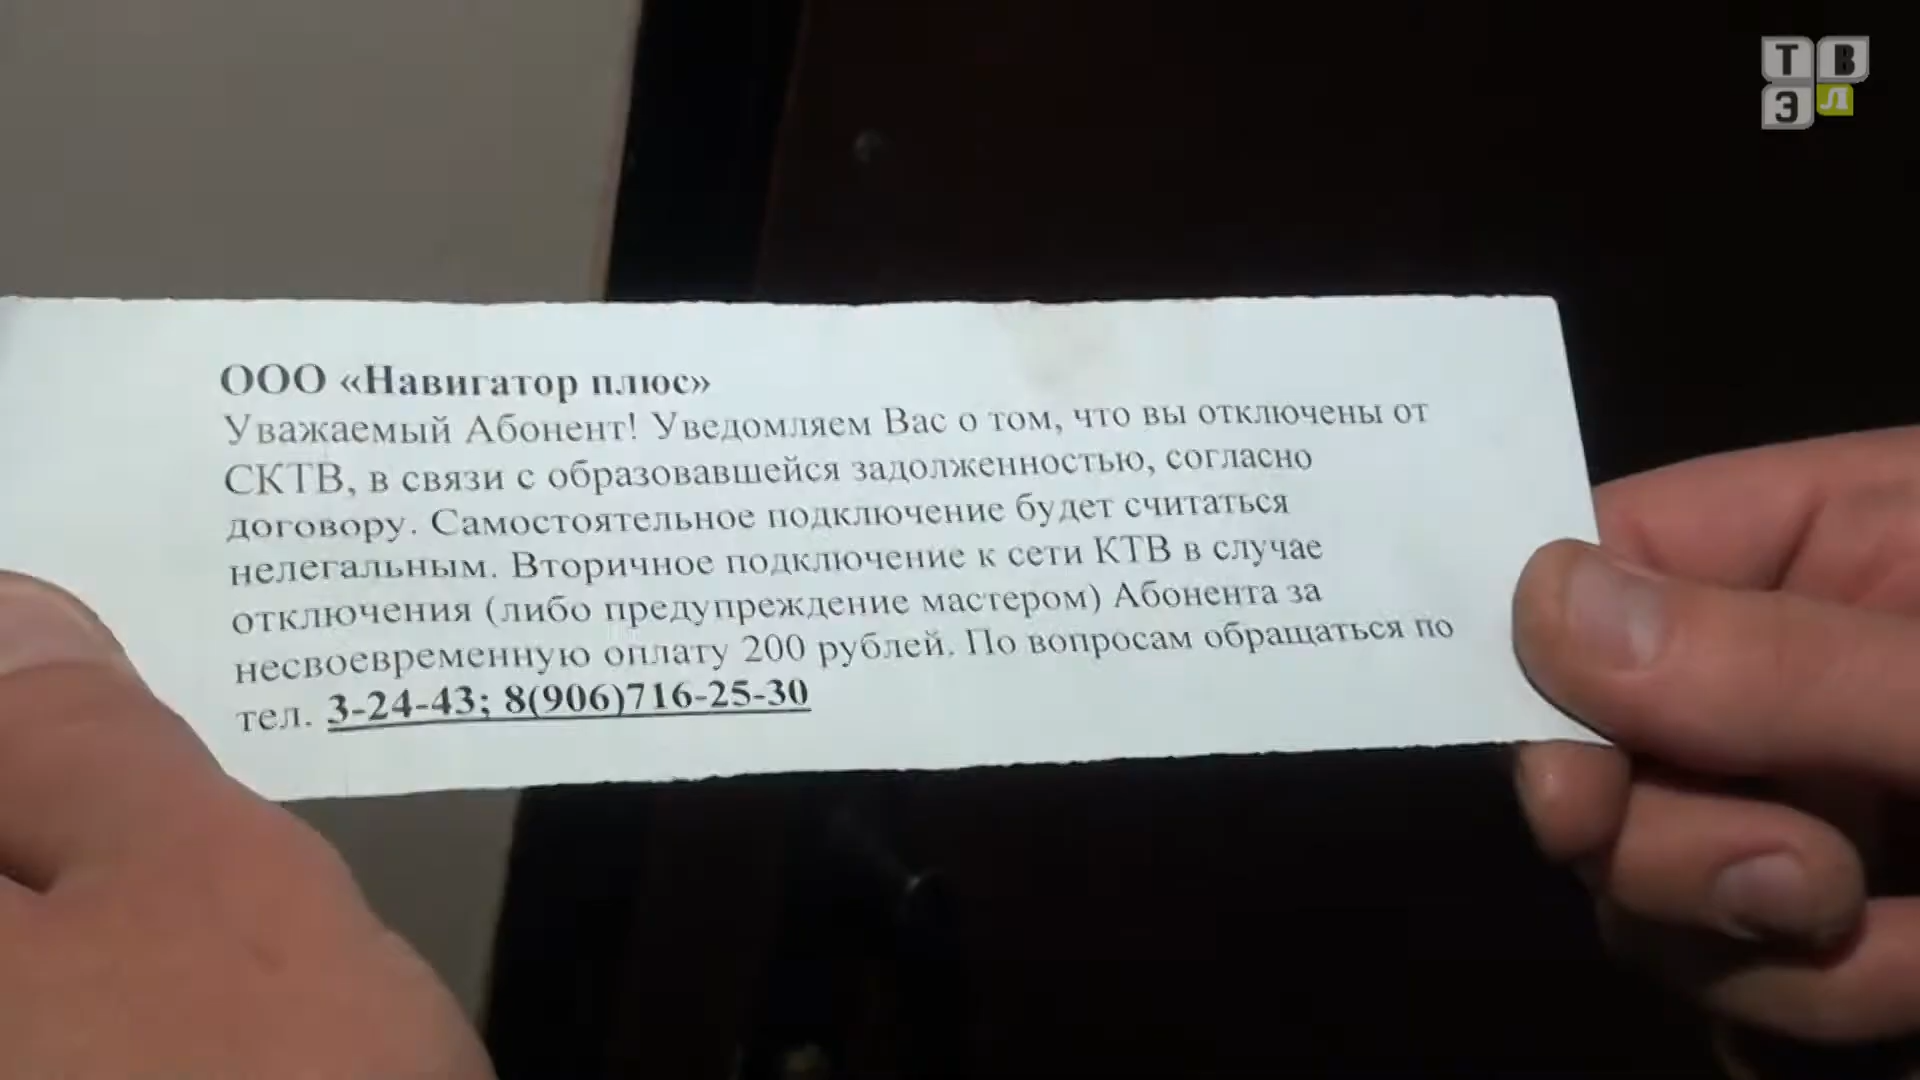 ТВ
ЭЛ
ООО «Навигатор плюс»
Уважаемый Абонент! Уведомляем Вас о том, что вы отключены от
СКТВ, в связи с образовавшейся задолженностью, согласно
договору. Самостоятельное подключение будет считаться
нелегальным. Вторичное подключение к сети КТВ в случае
отключения (либо предупреждение мастером) Абонента за
несвоевременную оплату 200 рублей. По вопросам обращаться по
тел. 3-24-43; 8(906)716-25-30